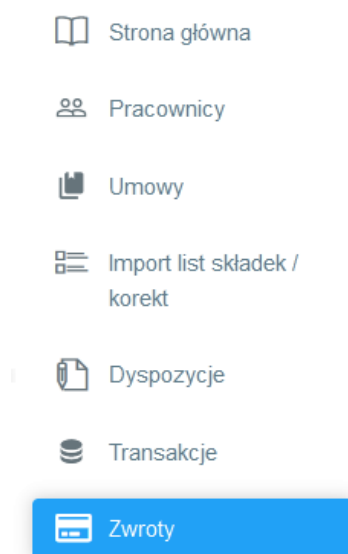 Strona główna
Pracownicy
Umowy
Import list składek /
korekt
Dyspozycje
Transakcje
Zwroty